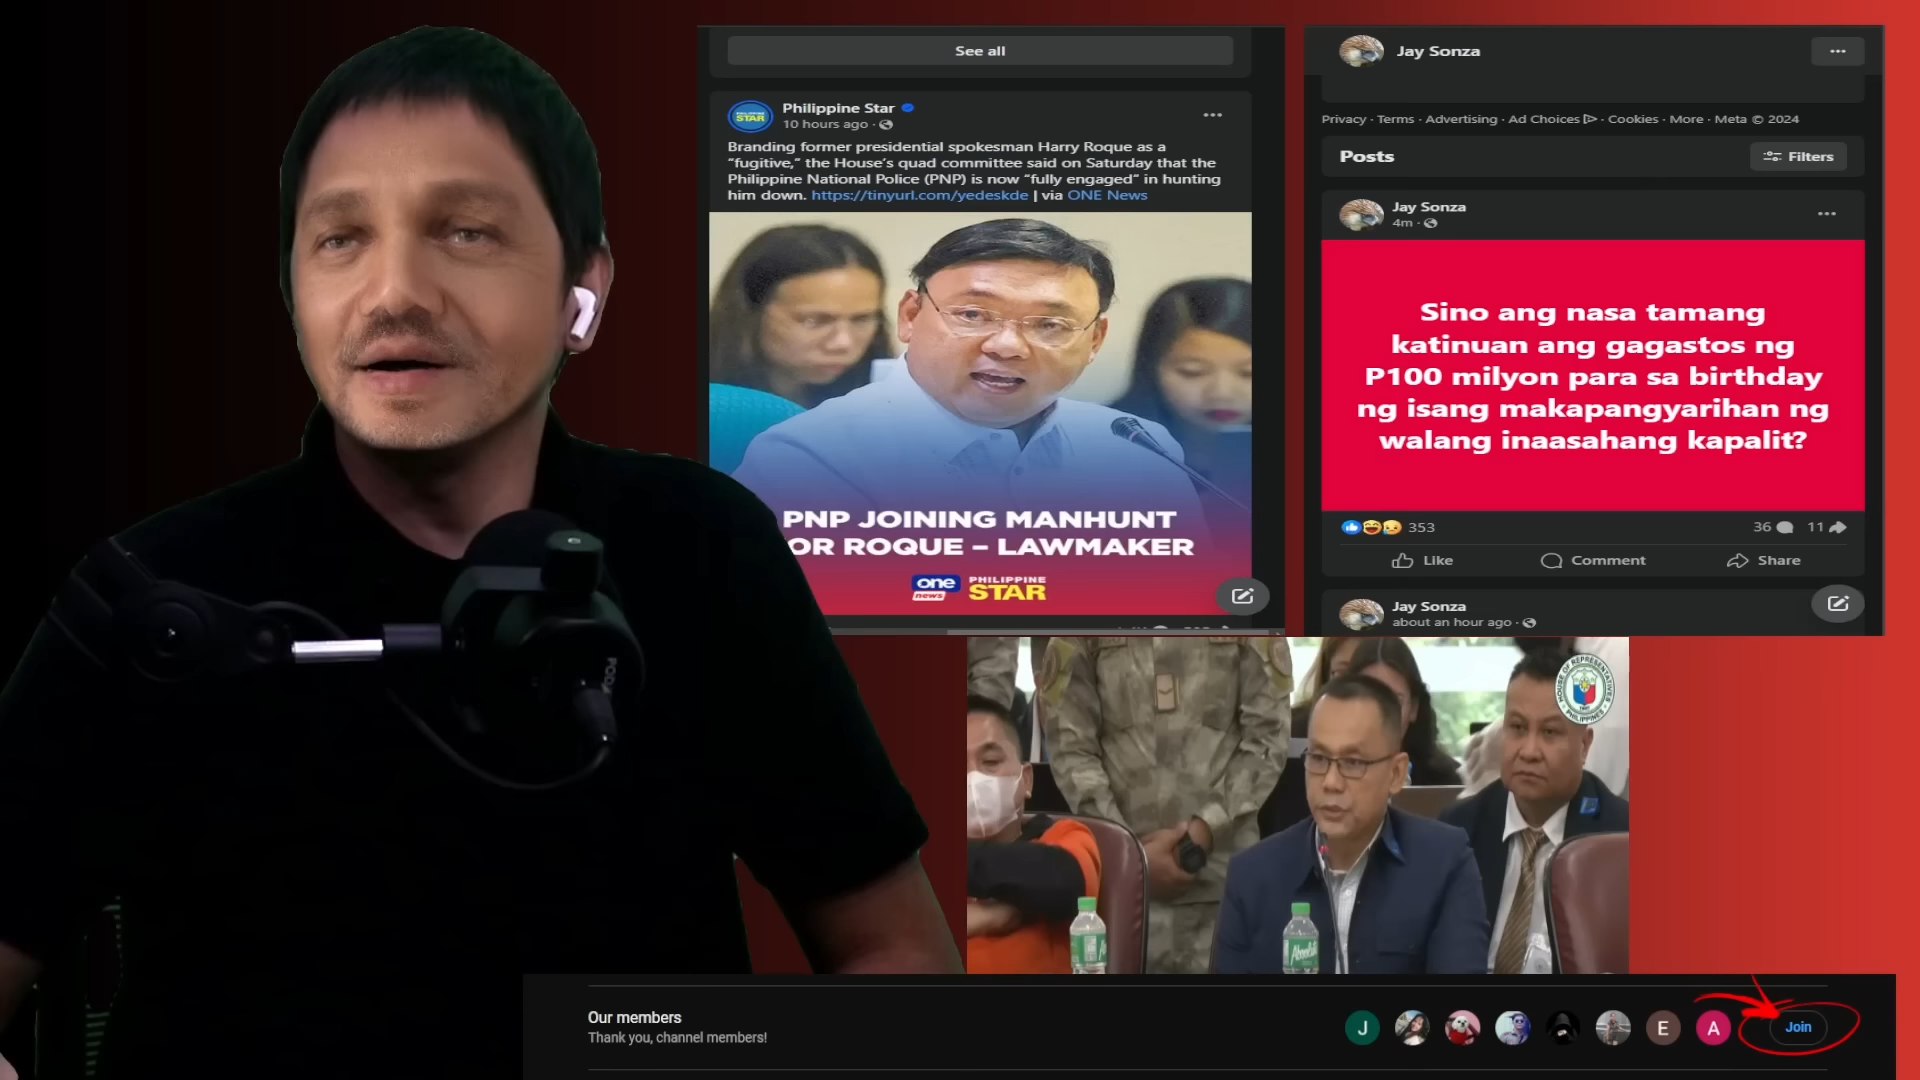 See all
Philippine Star
10 hours ago ·
Branding former presidential spokesman Harry Roque as a
"fugitive," the House's quad committee said on Saturday that the
Philippine National Police (PNP) is now "fully engaged" in hunting
him down. https://tinyurl.com/yedeskde | via ONE News
PNP JOINING MANHUNT
OR ROQUE – LAWMAKER
one
news
PHILIPPINE
STAR
Jay Sonza
Privacy · Terms · Advertising · Ad Choices · Cookies · More · Meta © 2024
Posts
Filters
Jay Sonza
4m ·
Sino ang nasa tamang
katinuan ang gagastos ng
P100 milyon para sa birthday
ng isang makapangyarihan ng
walang inaasahang kapalit?
353
36
11
Like
Comment
Share
Jay Sonza
about an hour ago ·
HOUSE OF REPRESENTATIVES
PHILIPPINES
Absolute
Our members
Thank you, channel members!
J
E
A
Join